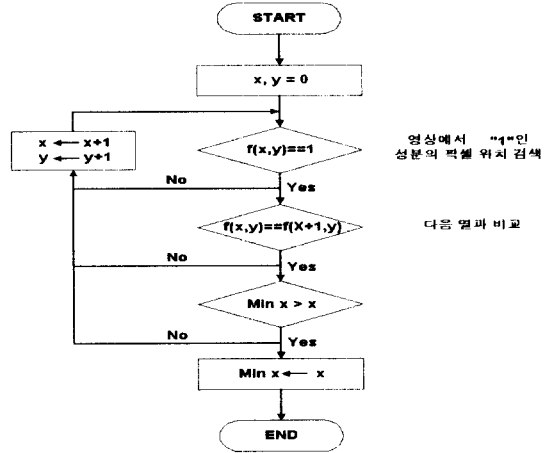 START
x, y = 0
x ← x+1
y ← y+1
f(x,y)==1
영상에서 "1"인
성분의 픽셀 위치 검색
No
Yes
f(x,y)==f(X+1,y)
다음 열과 비교
No
Yes
Min x > x
No
Yes
Min x ← x
END